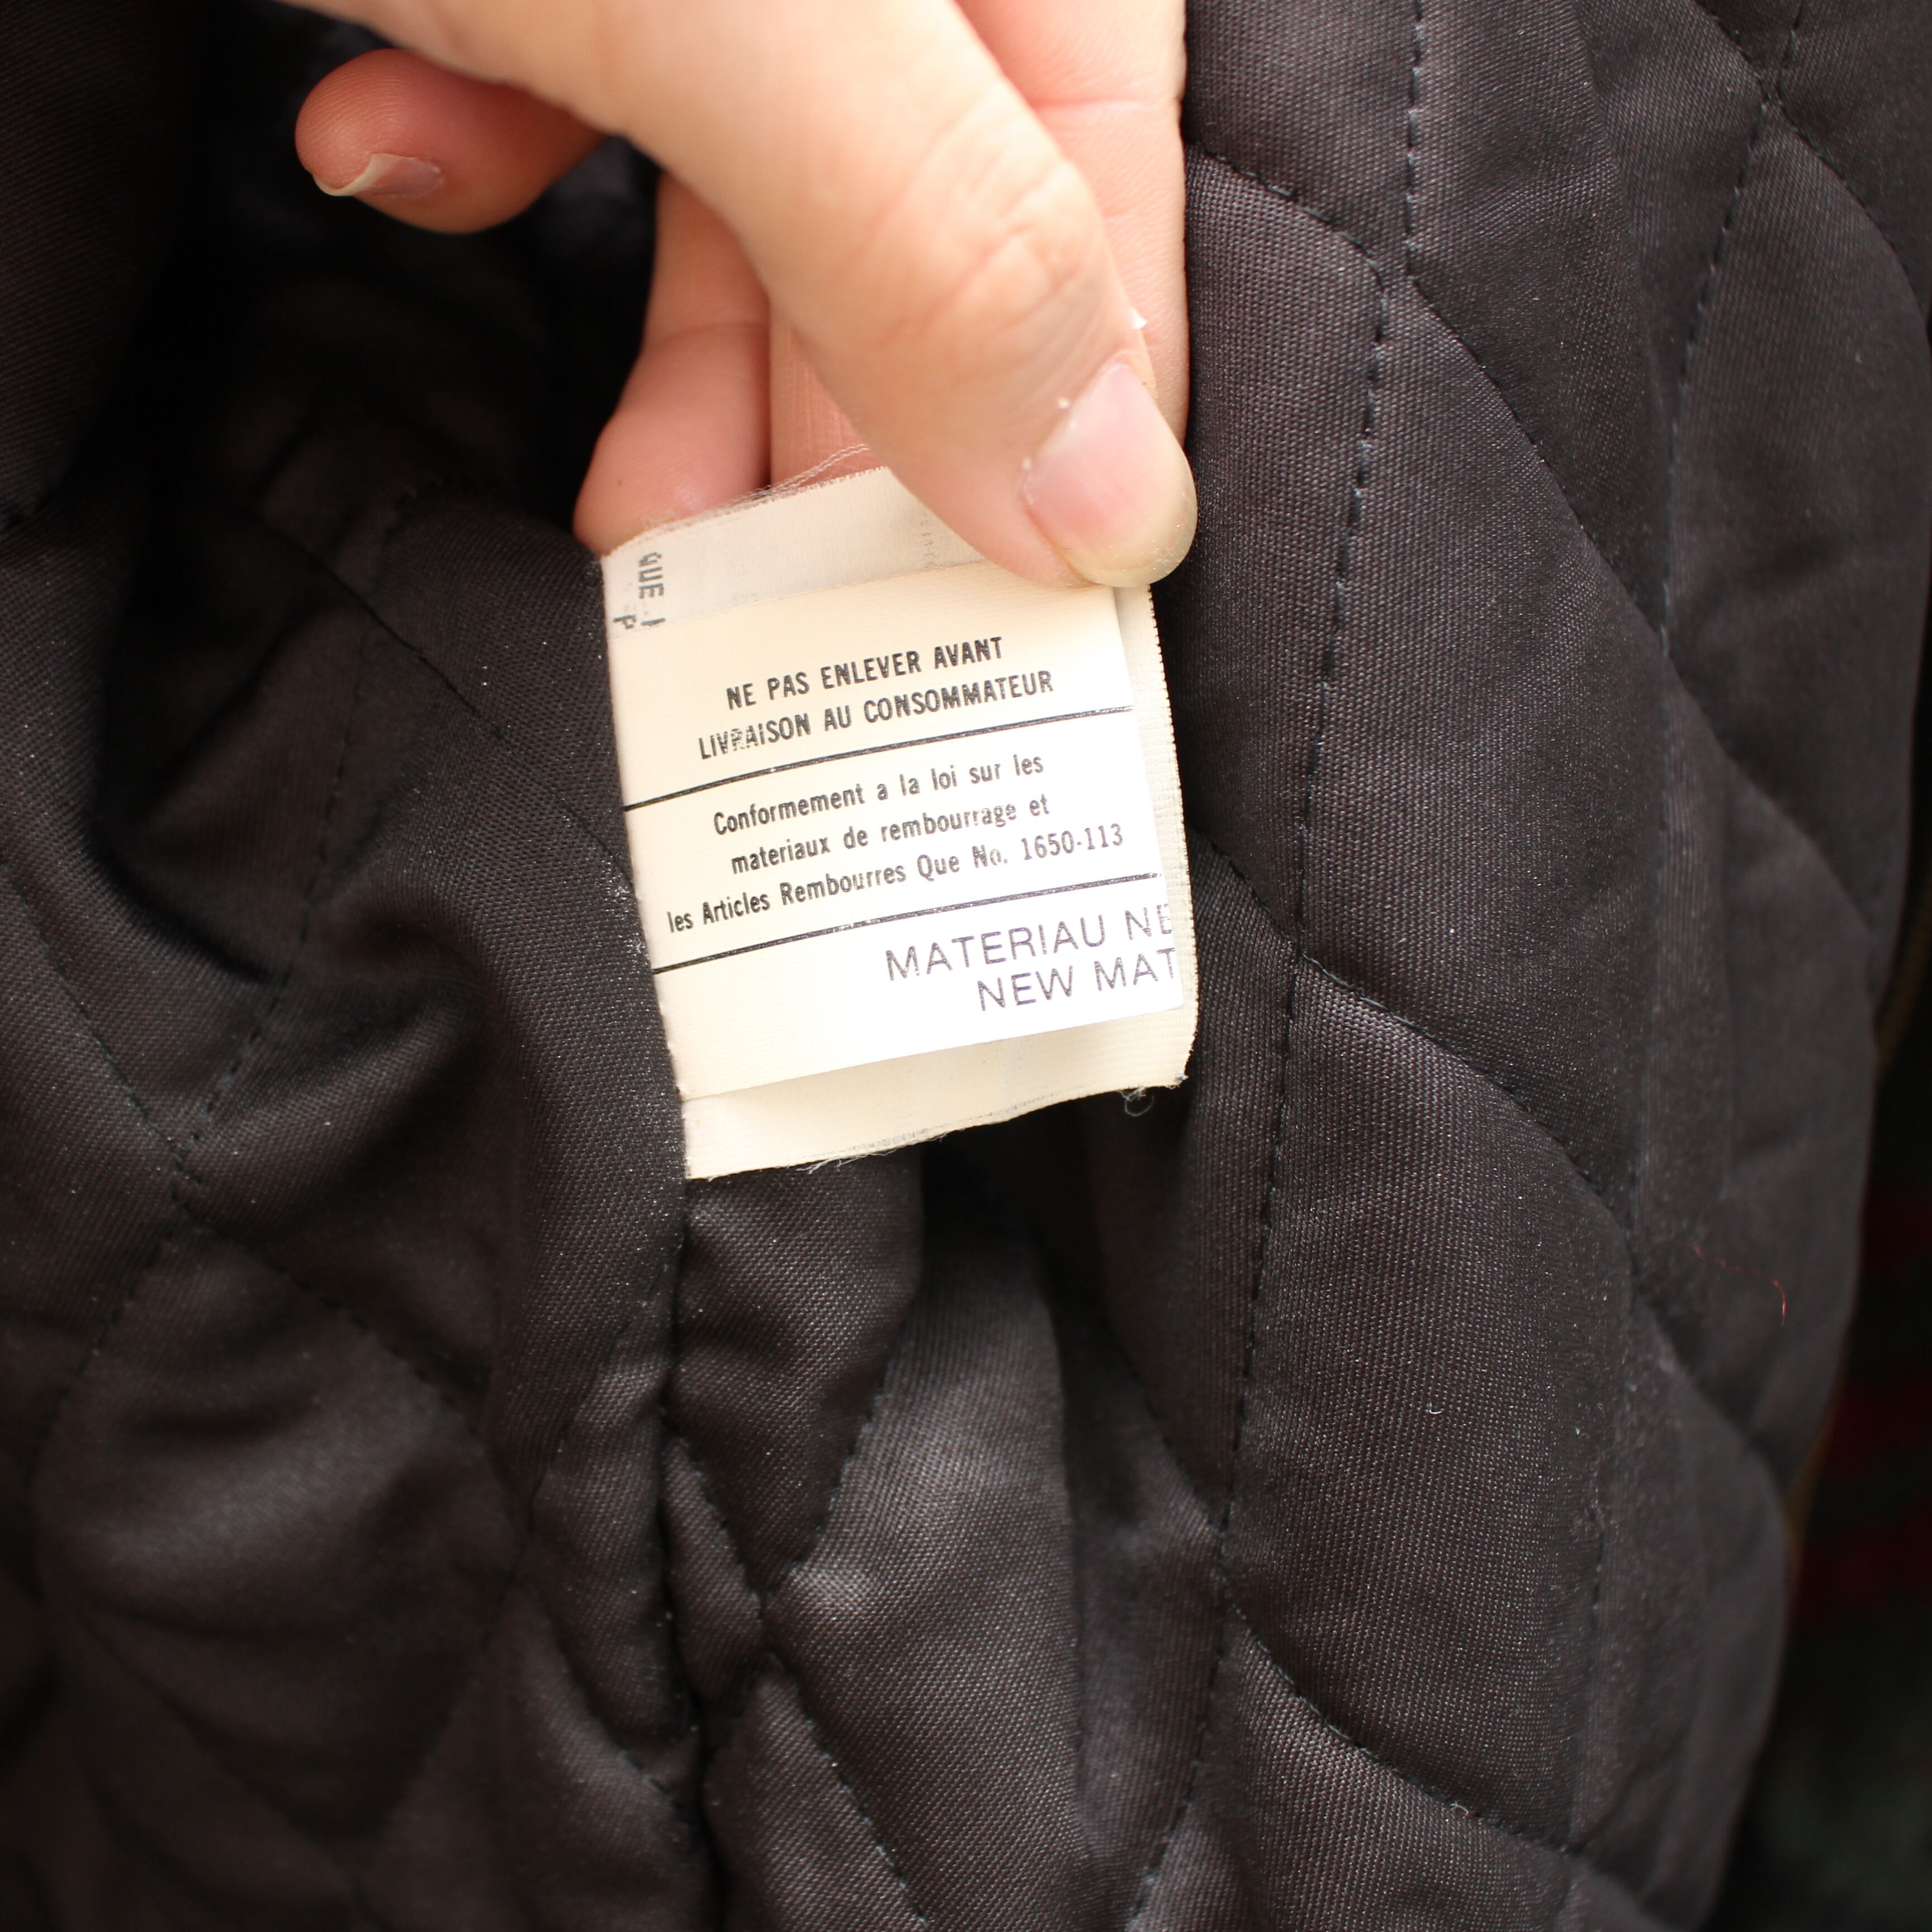 QUE
P
NE PAS ENLEVER AVANT
LIVRAISON AU CONSOMMATEUR
Conformement a la loi sur les
materiaux de rembourrage et
les Articles Rembourres Que No. 1650-113
MATERIAU NE
NEW MAT